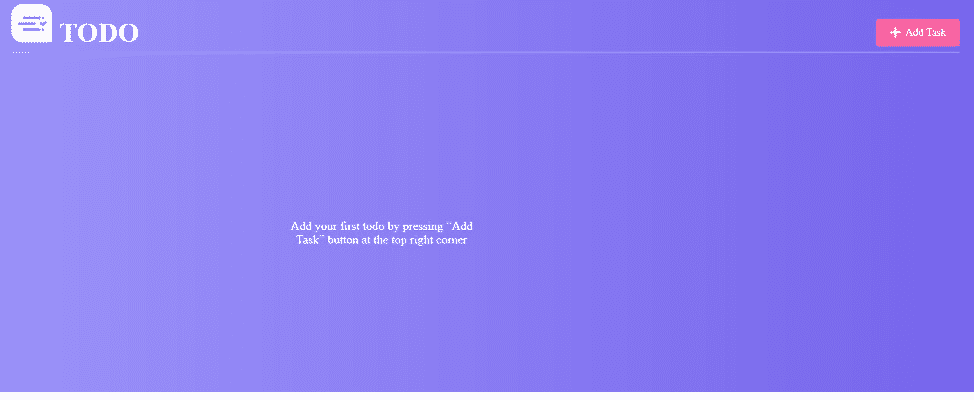 TODO
Add Task
Add your first todo by pressing “Add
Task” button at the top right corner